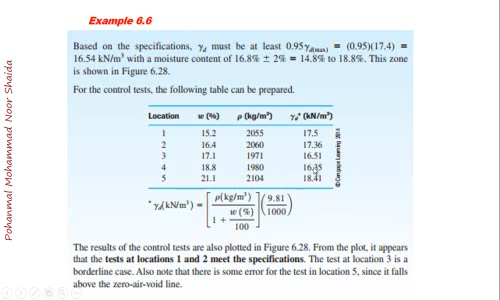 Example 6.6
Based on the specifications, γd must be at least 0.95γd(max) = (0.95)(17.4) =
16.54 kN/m³ with a moisture content of 16.8% ± 2% = 14.8% to 18.8%. This zone
is shown in Figure 6.28.
For the control tests, the following table can be prepared.
Location w (%) ρ (kg/m³) γd* (kN/m³)
1 15.2 2055 17.5
2 16.4 2060 17.36
3 17.1 1971 16.51
4 18.8 1980 16.35
5 21.1 2104 18.41
© Cengage Learning 2014
*γd(kN/m³) = [ρ(kg/m³) / (1 + w (%)/100)] (9.81/1000)
The results of the control tests are also plotted in Figure 6.28. From the plot, it appears
that the tests at locations 1 and 2 meet the specifications. The test at location 3 is a
borderline case. Also note that there is some error for the test in location 5, since it falls
above the zero-air-void line.
Pohanmal Mohammad Noor Shaida